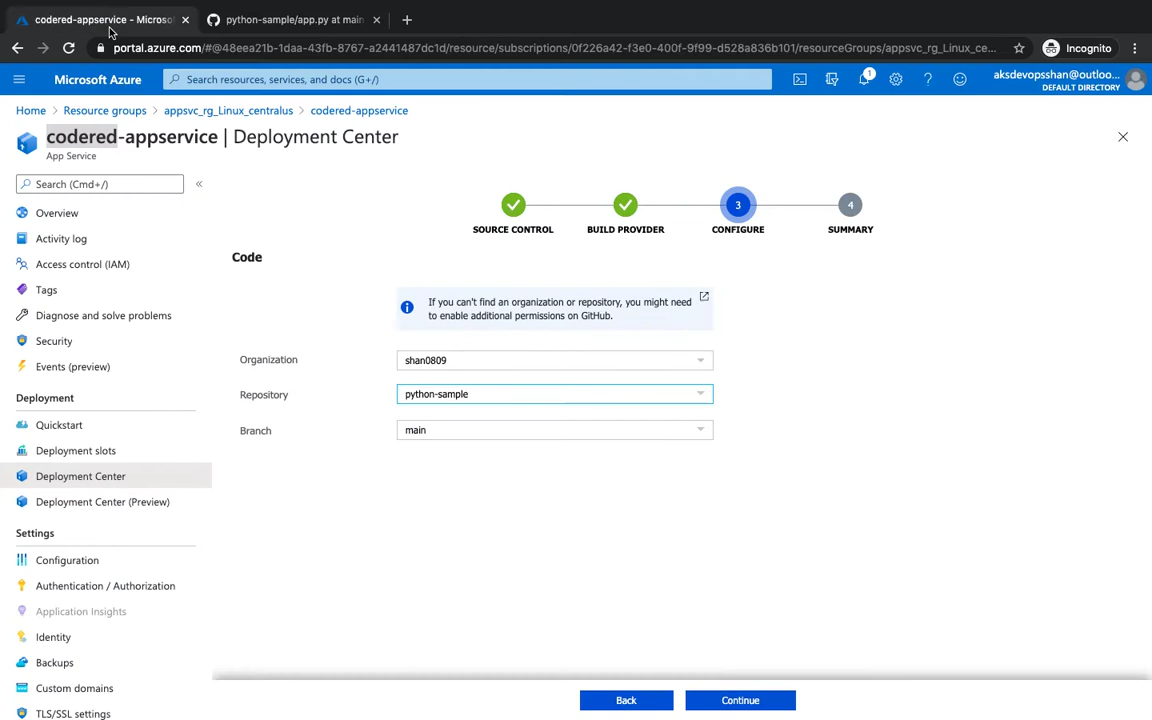 codered-appservice - Microso
python-sample/app.py at main
portal.azure.com/#@48eea21b-1daa-43fb-8767-a2441487dc1d/resource/subscriptions/0f226a42-f3e0-400f-9f99-d528a836b101/resourceGroups/appsvc_rg_Linux_ce...
Incognito
Microsoft Azure
Search resources, services, and docs (G+/)
1
aksdevopsshan@outloo...
DEFAULT DIRECTORY
Home > Resource groups > appsvc_rg_Linux_centralus > codered-appservice
codered-appservice | Deployment Center
App Service
Search (Cmd+/)
«
Overview
Activity log
Access control (IAM)
Tags
Diagnose and solve problems
Security
Events (preview)
Deployment
Quickstart
Deployment slots
Deployment Center
Deployment Center (Preview)
Settings
Configuration
Authentication / Authorization
Application Insights
Identity
Backups
Custom domains
TLS/SSL settings
3
4
SOURCE CONTROL
BUILD PROVIDER
CONFIGURE
SUMMARY
Code
If you can't find an organization or repository, you might need
to enable additional permissions on GitHub.
Organization
shan0809
Repository
python-sample
Branch
main
Back
Continue